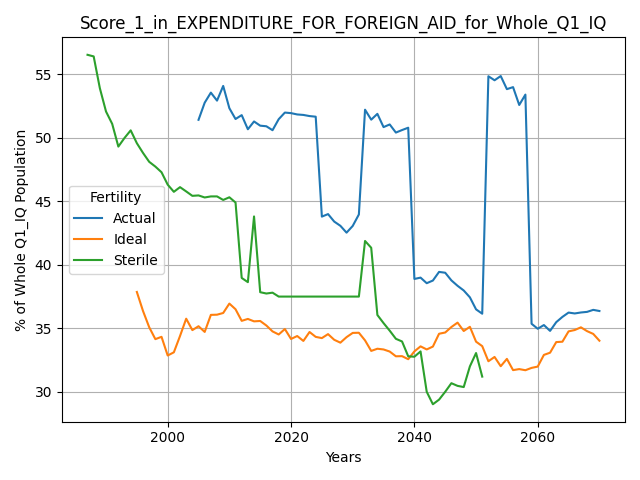 Score_1_in_EXPENDITURE_FOR_FOREIGN_AID_for_Whole_Q1_IQ
% of Whole Q1_IQ Population
55
50
45
40
35
30
Fertility
Actual
Ideal
Sterile
2000
2020
2040
2060
Years